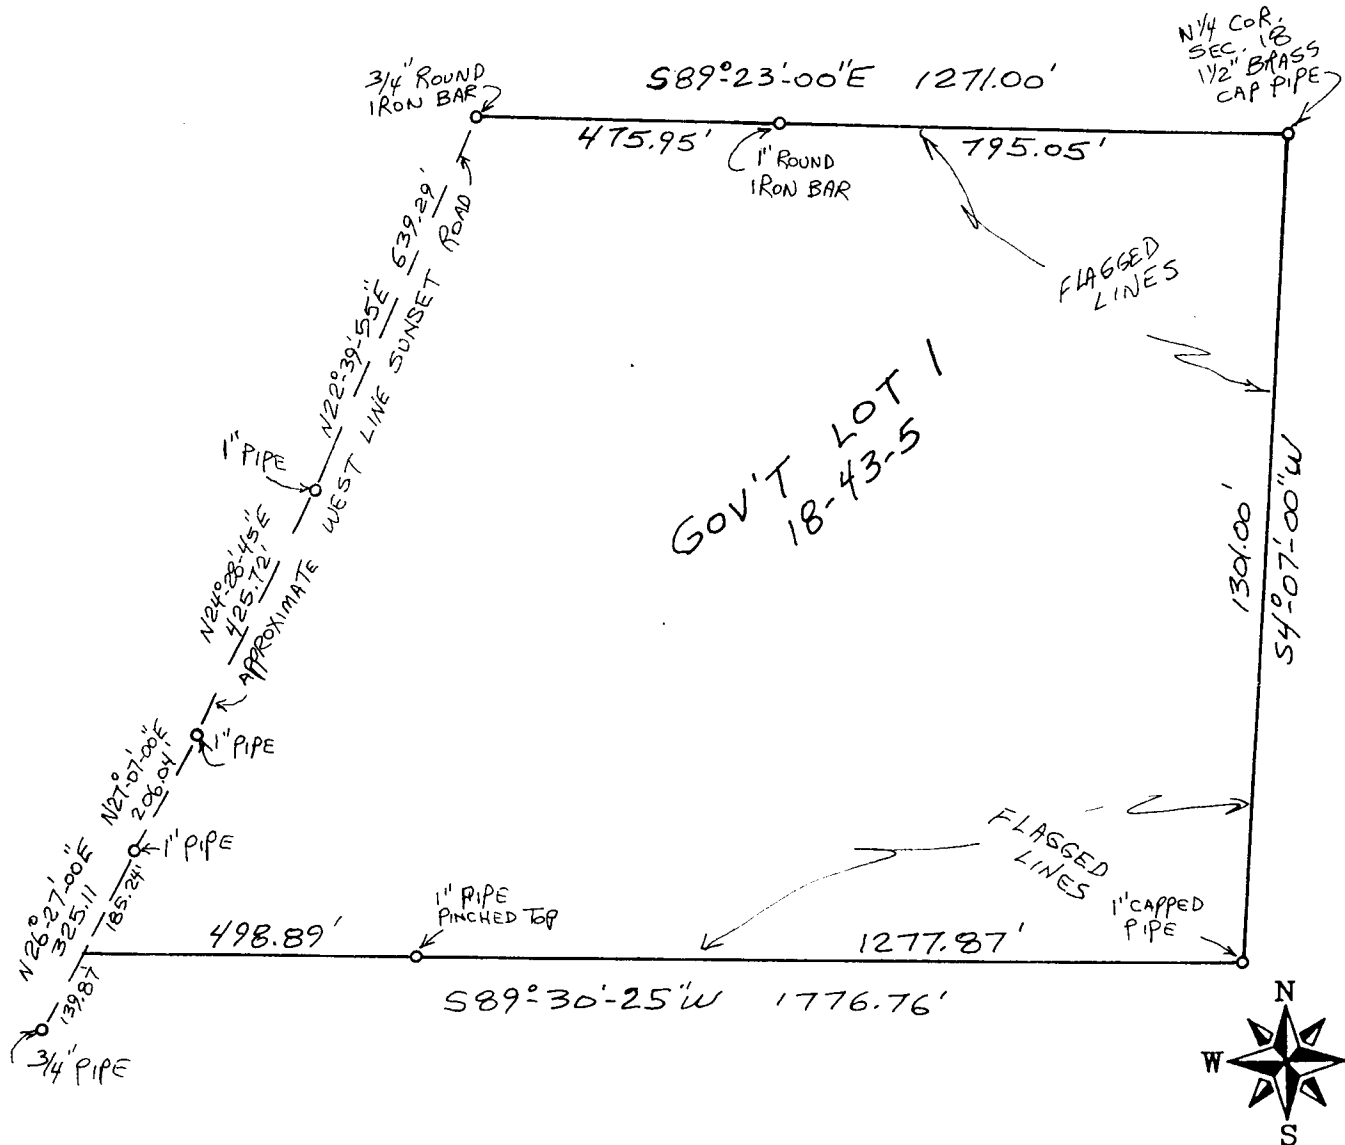 N 1/4 COR.
SEC. 18
1 1/2" BRASS
CAP PIPE
3/4" ROUND
IRON BAR
S89°-23'-00"E 1271.00'
475.95'
795.05'
1" ROUND
IRON BAR
FLAGGED
LINES
N22°-39'-55"E 639.29'
APPROXIMATE WEST LINE SUNSET ROAD
1" PIPE
GOV'T LOT 1
18-43-5
1301.00'
S4°-07'-00"W
N24°-28'-45"E
425.72'
1" PIPE
N27°-07'-00"E
206.04'
1" PIPE
N26°-27'-00"E
325.11
185.24'
139.87'
3/4" PIPE
FLAGGED
LINES
1" PIPE
PINCHED TOP
1" CAPPED
PIPE
498.89'
1277.87'
S89°-30'-25"W 1776.76'
N
W
S